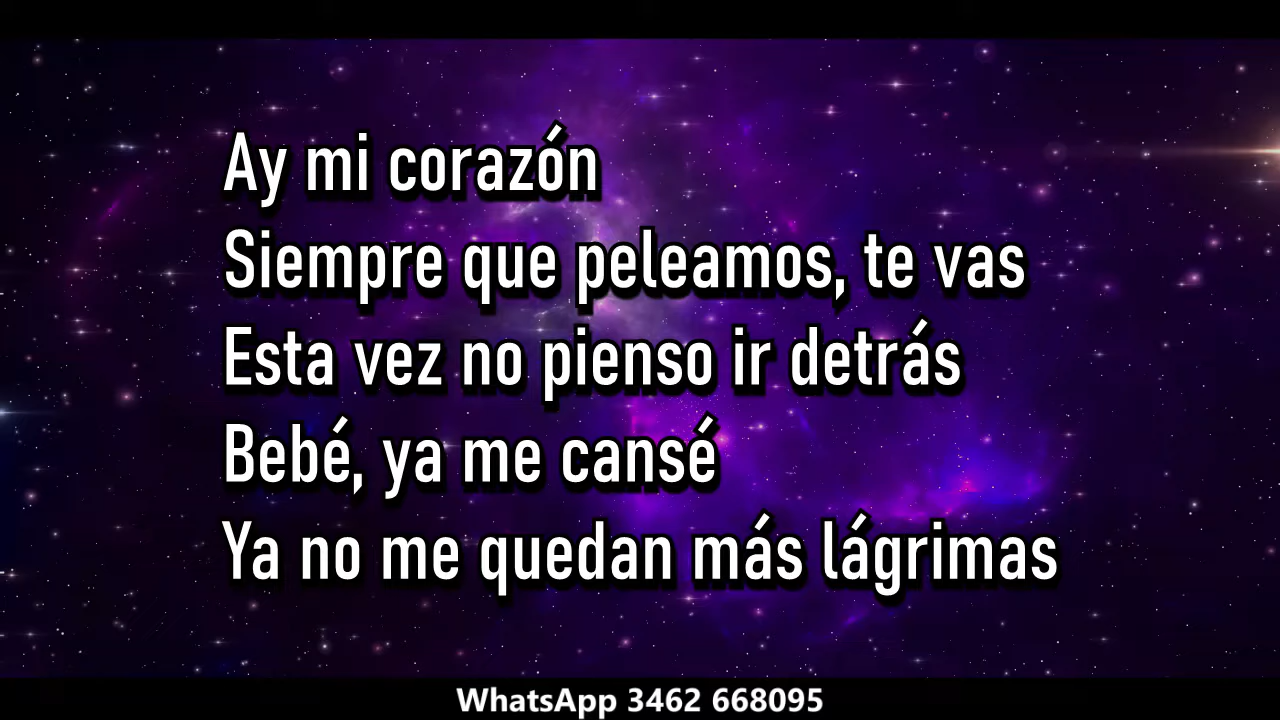 Ay mi corazón
Siempre que peleamos, te vas
Esta vez no pienso ir detrás
Bebé, ya me cansé
Ya no me quedan más lágrimas
WhatsApp 3462 668095